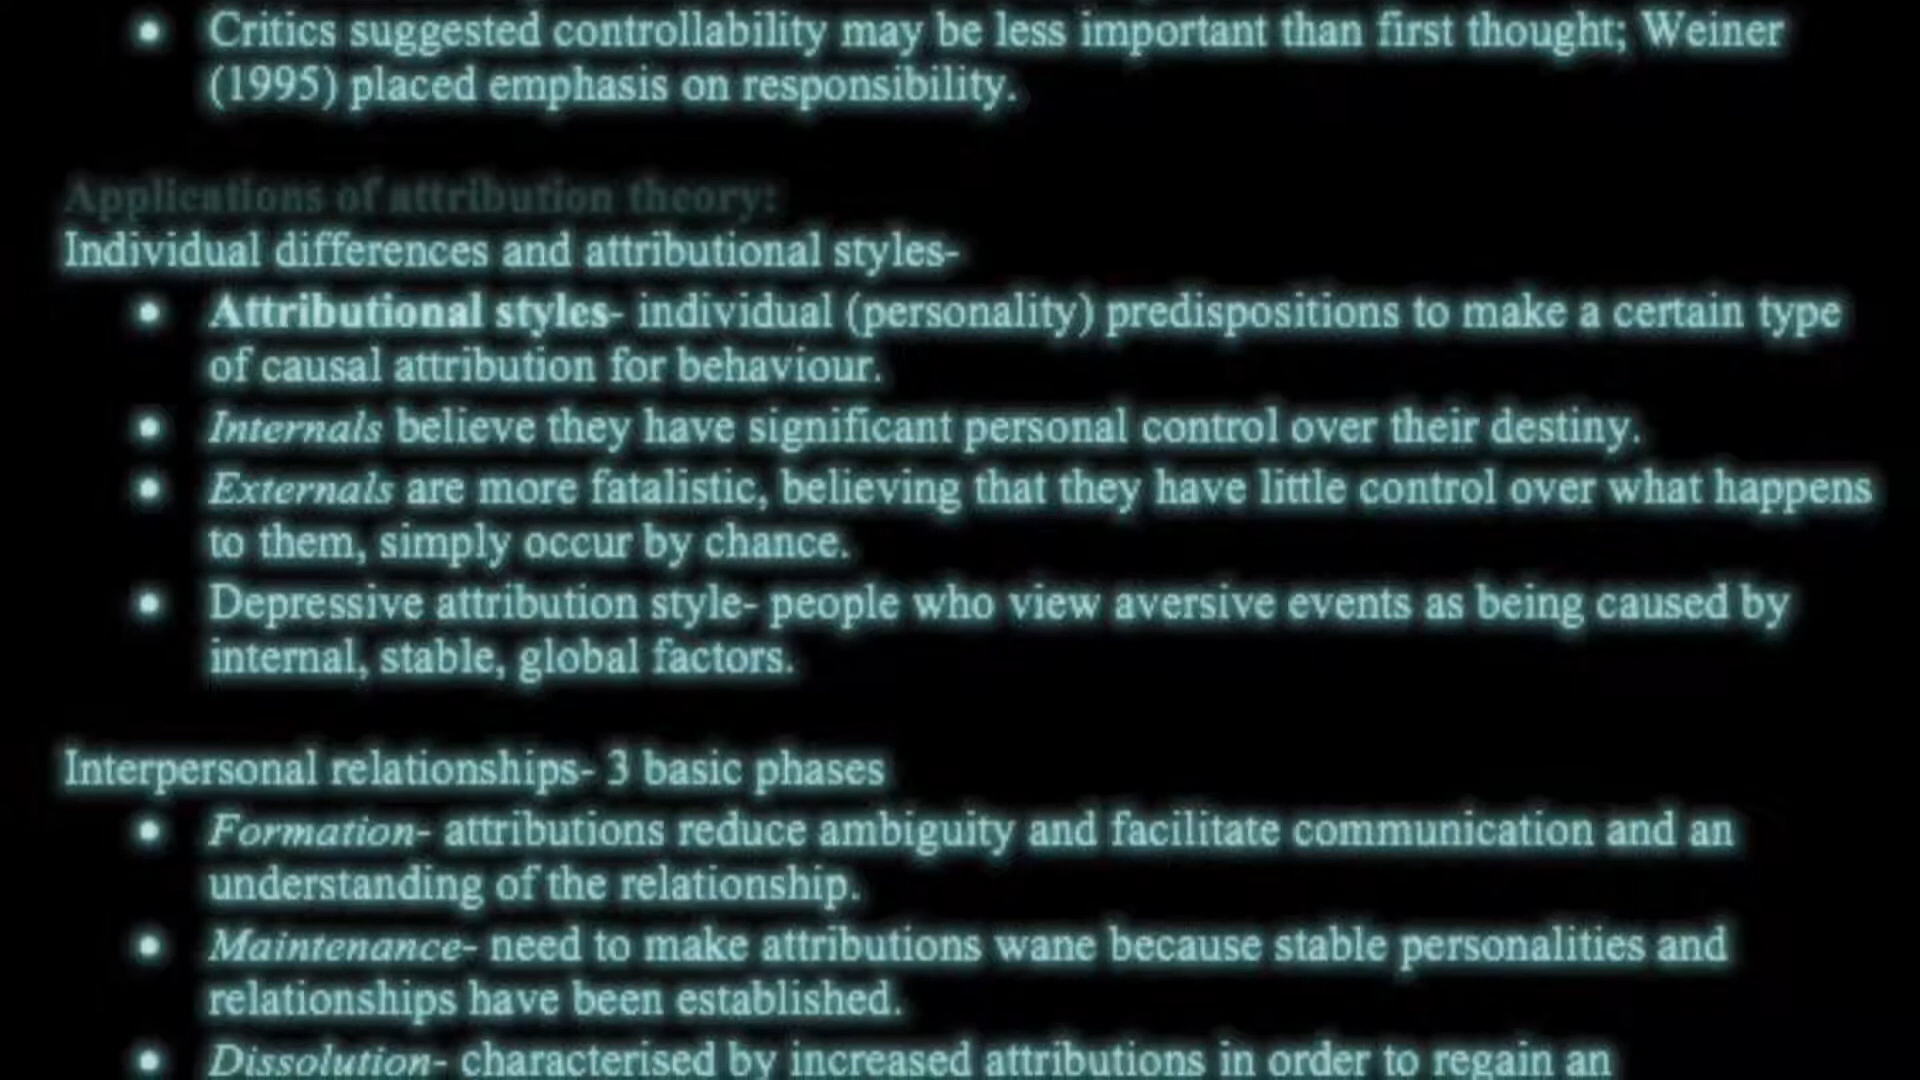 • Critics suggested controllability may be less important than first thought; Weiner
(1995) placed emphasis on responsibility.
Applications of attribution theory:
Individual differences and attributional styles-
• Attributional styles- individual (personality) predispositions to make a certain type
of causal attribution for behaviour.
• Internals believe they have significant personal control over their destiny.
• Externals are more fatalistic, believing that they have little control over what happens
to them, simply occur by chance.
• Depressive attribution style- people who view aversive events as being caused by
internal, stable, global factors.
Interpersonal relationships- 3 basic phases
• Formation- attributions reduce ambiguity and facilitate communication and an
understanding of the relationship.
• Maintenance- need to make attributions wane because stable personalities and
relationships have been established.
• Dissolution- characterised by increased attributions in order to regain an